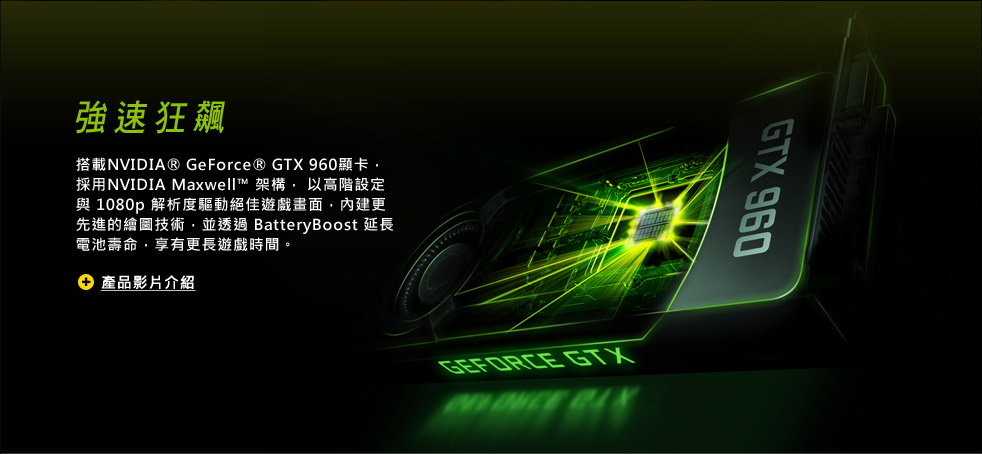 強速狂飆
搭載NVIDIA® GeForce® GTX 960顯卡，
採用NVIDIA Maxwell™ 架構， 以高階設定
與 1080p 解析度驅動絕佳遊戲畫面，內建更
先進的繪圖技術，並透過 BatteryBoost 延長
電池壽命，享有更長遊戲時間。
產品影片介紹
GTX 960
GEFORCE GTX